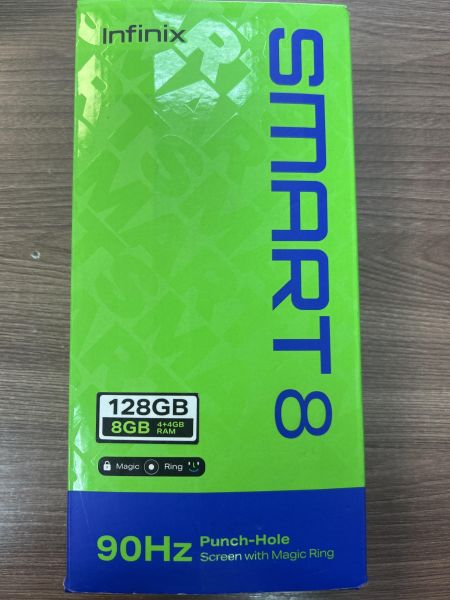 Infinix
SMART 8
128GB
8GB 4+4GB RAM
Magic Ring
90Hz Punch-Hole
Screen with Magic Ring